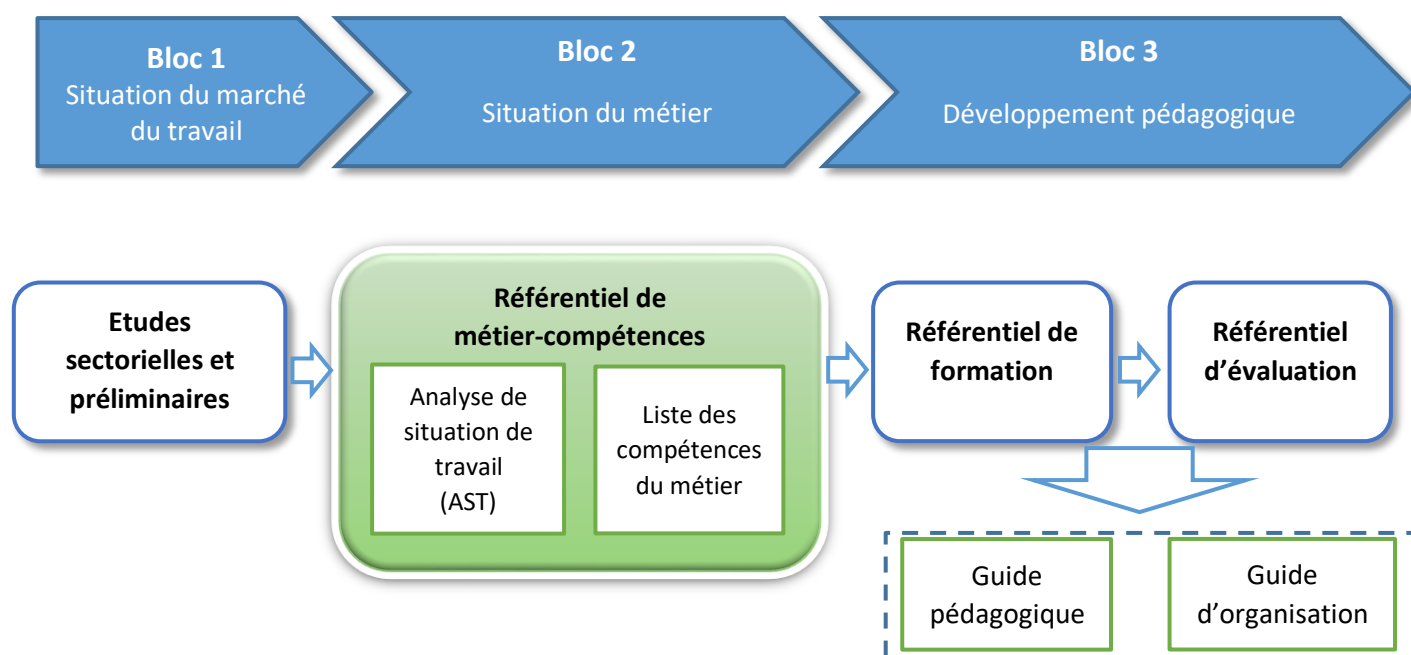 Bloc 1
Situation du marché
du travail
Bloc 2
Situation du métier
Bloc 3
Développement pédagogique
Etudes
sectorielles et
préliminaires
Référentiel de
métier-compétences
Analyse de
situation de
travail
(AST)
Liste des
compétences
du métier
Référentiel de
formation
Référentiel
d’évaluation
Guide
pédagogique
Guide
d’organisation